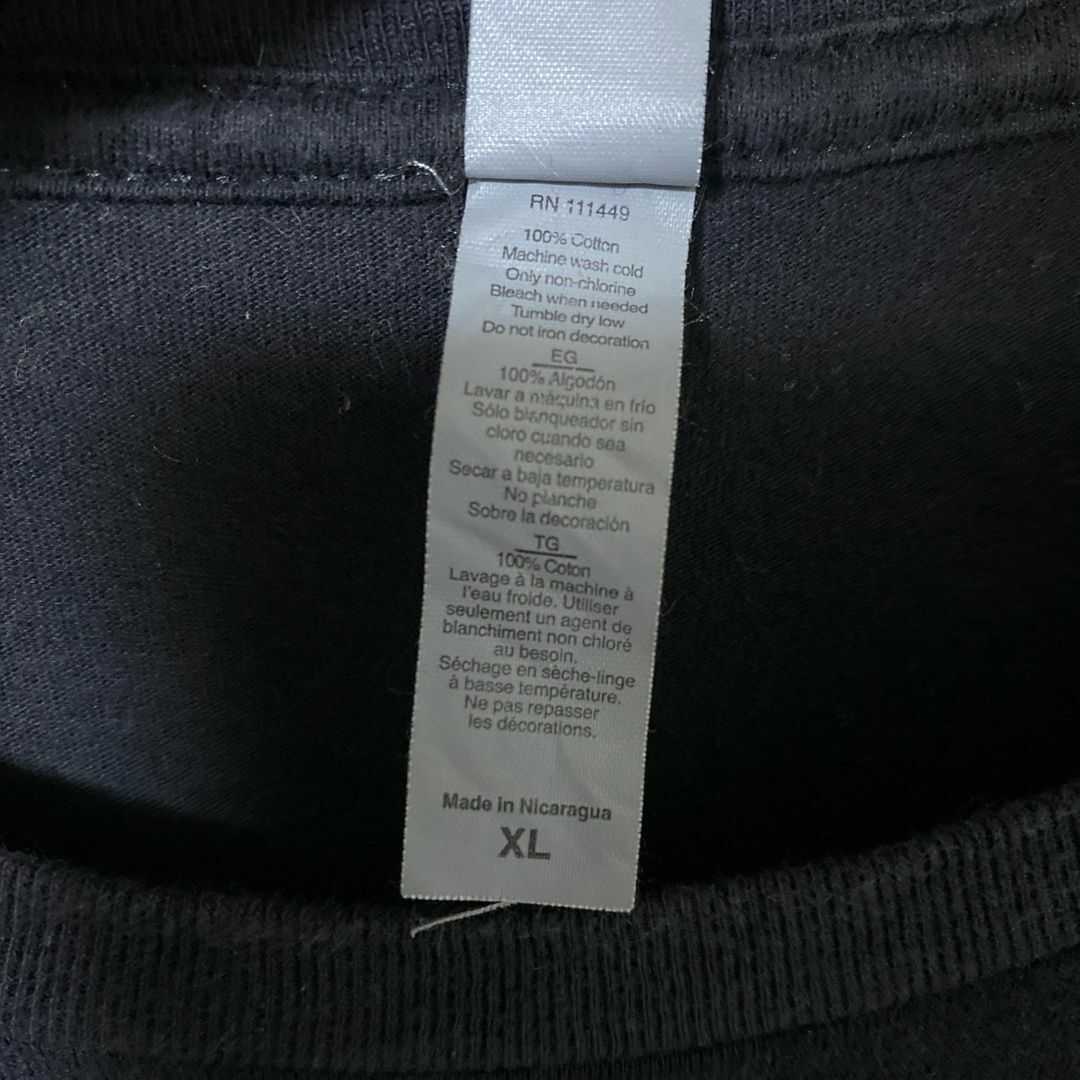 RN 111449
100% Cotton
Machine wash cold
Only non-chlorine
Bleach when needed
Tumble dry low
Do not iron decoration
EG
100% Algodón
Lavar a máquina en frío
Sólo blanqueador sin
cloro cuando sea
necesario
Secar a baja temperatura
No planche
Sobre la decoración
TG
100% Coton
Lavage à la machine à
l'eau froide. Utiliser
seulement un agent de
blanchiment non chloré
au besoin.
Séchage en sèche-linge
à basse température.
Ne pas repasser
les décorations.
Made in Nicaragua
XL